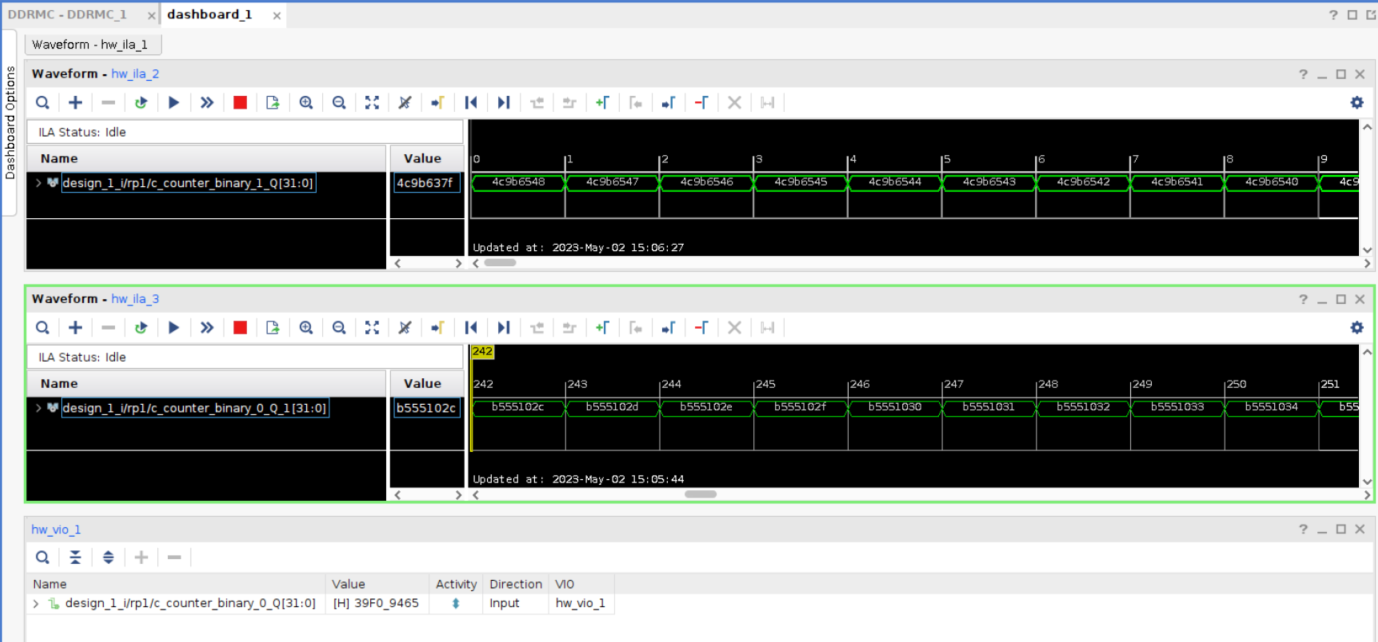 DDRMC - DDRMC_1 × dashboard_1 × ?
Dashboard Options
Waveform - hw_ila_1
Waveform - hw_ila_2 ?
ILA Status: Idle
Name Value 0 1 2 3 4 5 6 7 8 9
design_1_i/rp1/c_counter_binary_1_Q[31:0] 4c9b637f 4c9b6548 4c9b6547 4c9b6546 4c9b6545 4c9b6544 4c9b6543 4c9b6542 4c9b6541 4c9b6540 4c9
Updated at: 2023-May-02 15:06:27
Waveform - hw_ila_3 ?
ILA Status: Idle
242
Name Value 242 243 244 245 246 247 248 249 250 251
design_1_i/rp1/c_counter_binary_0_Q_1[31:0] b555102c b555102c b555102d b555102e b555102f b5551030 b5551031 b5551032 b5551033 b5551034 b55
Updated at: 2023-May-02 15:05:44
hw_vio_1 ?
Name Value Activity Direction VIO
design_1_i/rp1/c_counter_binary_0_Q[31:0] [H] 39F0_9465 Input hw_vio_1